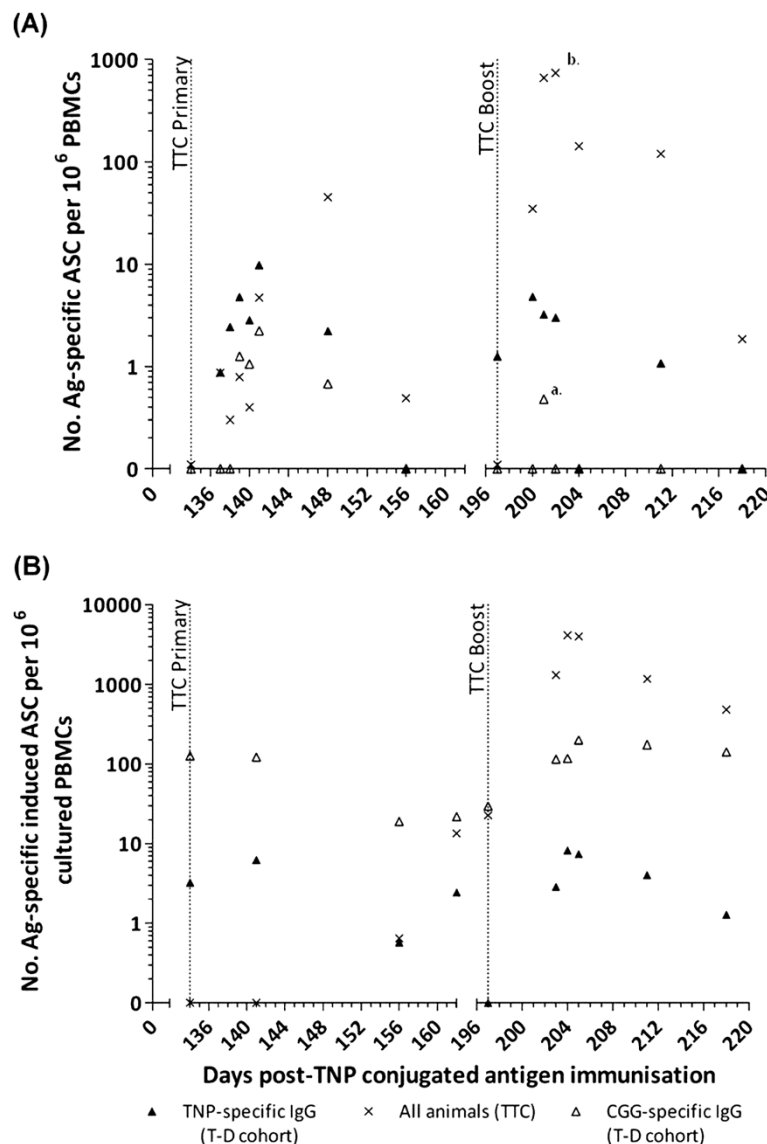 (A)
No. Ag-specific ASC per 10⁶ PBMCs
1000
100
10
1
0
TTC Primary
TTC Boost
b.
a.
0 136 140 144 148 152 156 160 196 200 204 208 212 216 220
(B)
No. Ag-specific induced ASC per 10⁶
cultured PBMCs
10000
1000
100
10
1
0
TTC Primary
TTC Boost
0 136 140 144 148 152 156 160 196 200 204 208 212 216 220
Days post-TNP conjugated antigen immunisation
▲ TNP-specific IgG × All animals (TTC) △ CGG-specific IgG
(T-D cohort) (T-D cohort)